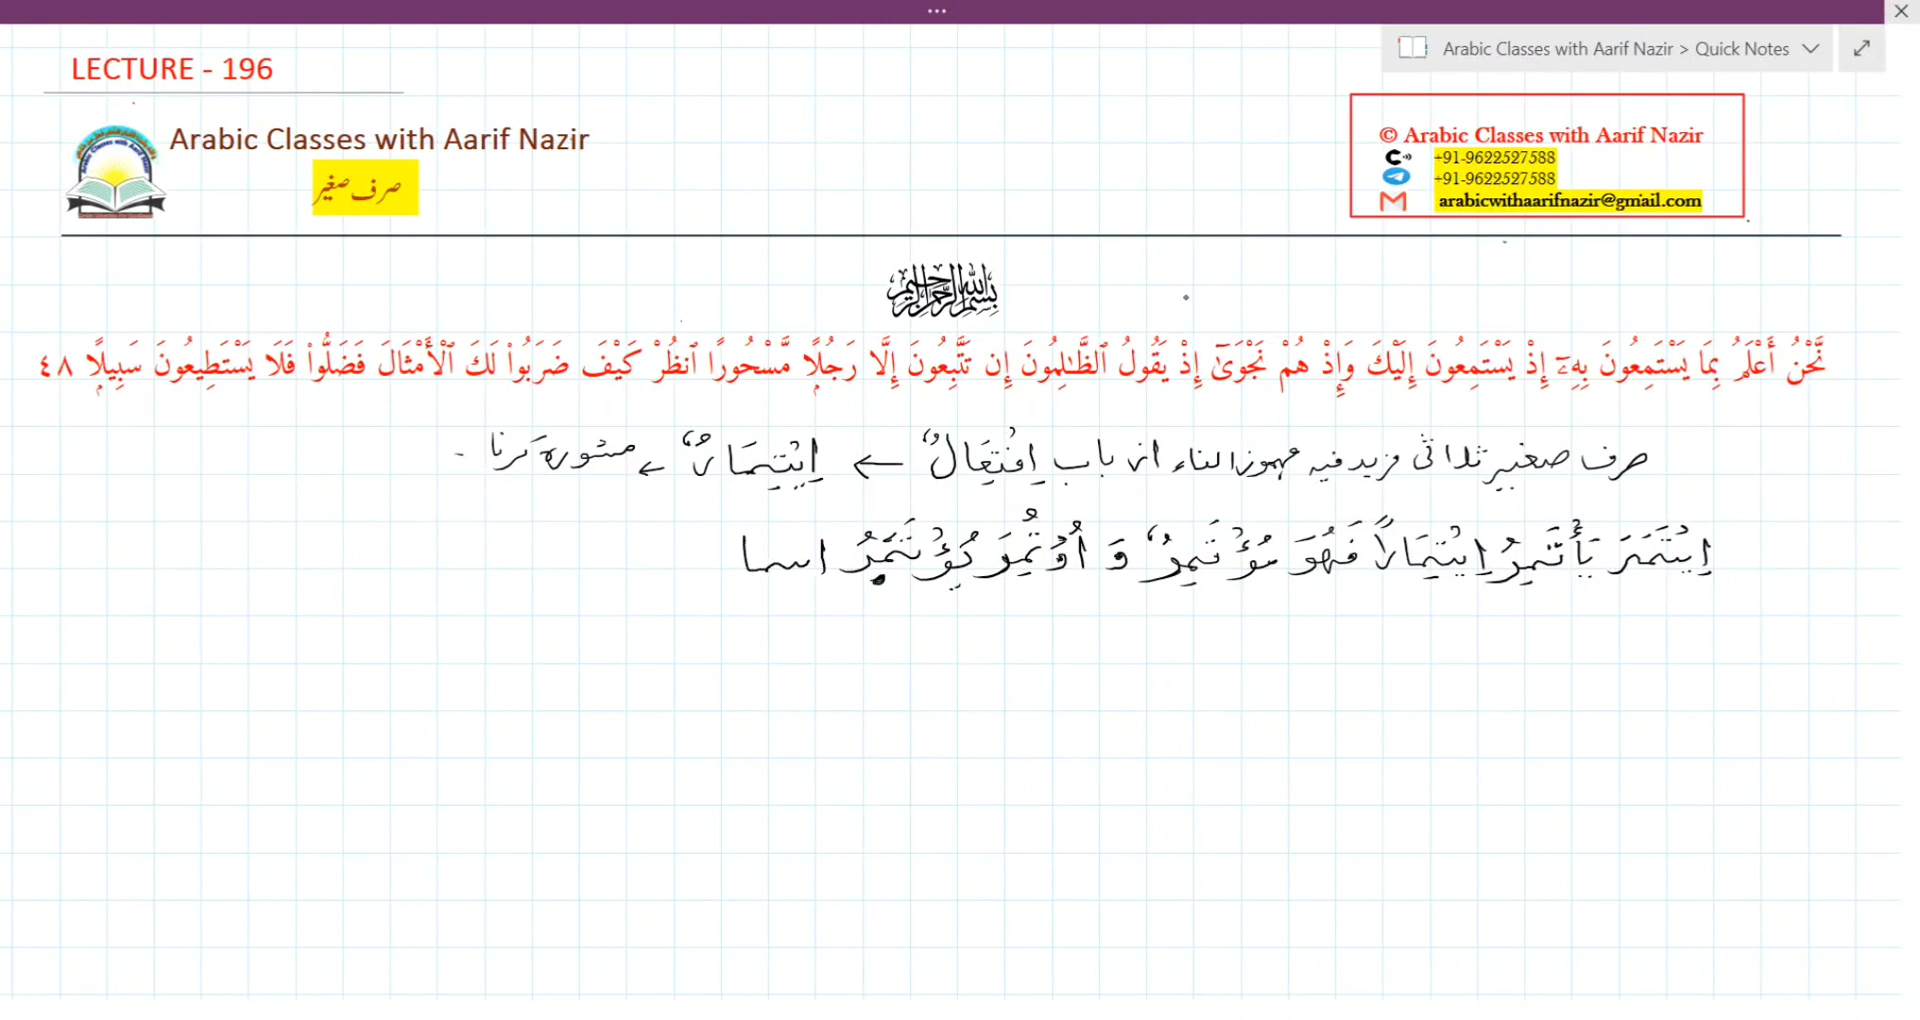 Arabic Classes with Aarif Nazir > Quick Notes
LECTURE - 196
Arabic Classes with Aarif Nazir
صرف صغیر
© Arabic Classes with Aarif Nazir
+91-9622527588
+91-9622527588
arabicwithaarifnazir@gmail.com
بسم الله الرحمن الرحيم
نَّحْنُ أَعْلَمُ بِمَا يَسْتَمِعُونَ بِهِۦٓ إِذْ يَسْتَمِعُونَ إِلَيْكَ وَإِذْ هُمْ نَجْوَىٰٓ إِذْ يَقُولُ ٱلظَّٰلِمُونَ إِن تَتَّبِعُونَ إِلَّا رَجُلًا مَّسْحُورًا ٱنظُرْ كَيْفَ ضَرَبُوا۟ لَكَ ٱلْأَمْثَالَ فَضَلُّوا۟ فَلَا يَسْتَطِيعُونَ سَبِيلًا ٤٨
صرف صغیر ثلاثی مزید فیہ مہموز الفاء از باب اِفْتِعَالٌ ← اِيْتِمَارٌ ے مشورہ کرنا -
اِيْتَمَرَ يَأْتَمِرُ اِيْتِمَارًا فَهُوَ مُؤْتَمِرٌ وَ اُوْتُمِرَ يُؤْتَمَرُ اسما